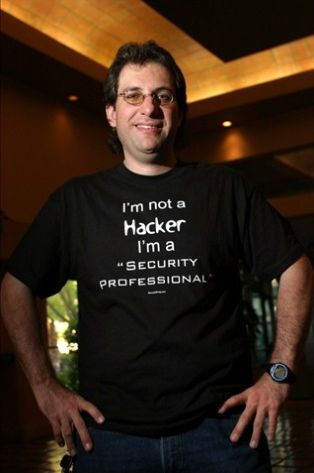 I'm not a
Hacker
I'm a
"SECURITY
PROFESSIONAL"